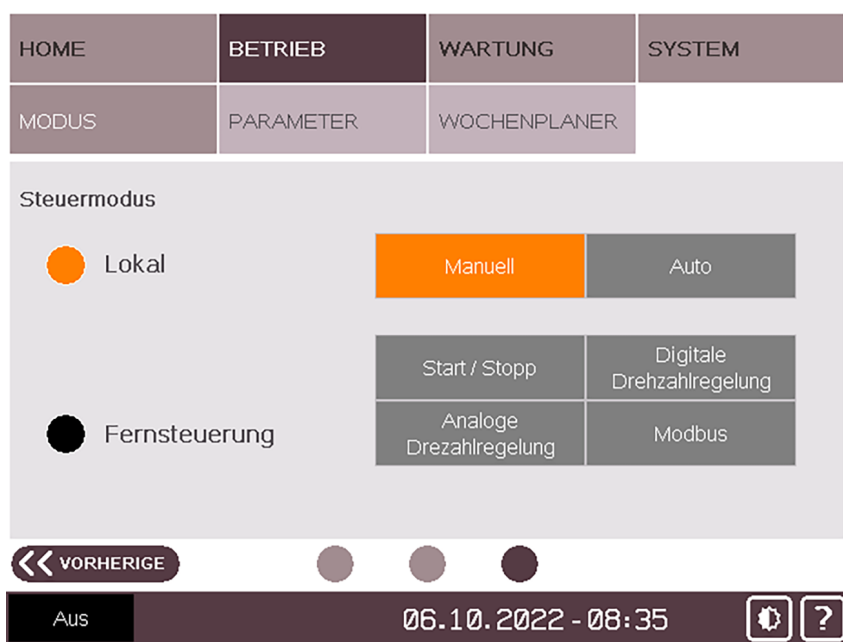 HOME BETRIEB WARTUNG SYSTEM
MODUS PARAMETER WOCHENPLANER
Steuermodus
Lokal
Manuell Auto
Start / Stopp
Digitale
Drehzahlregelung
Fernsteuerung
Analoge
Drezahlregelung
Modbus
VORHERIGE
Aus 06.10.2022 - 08:35 ?